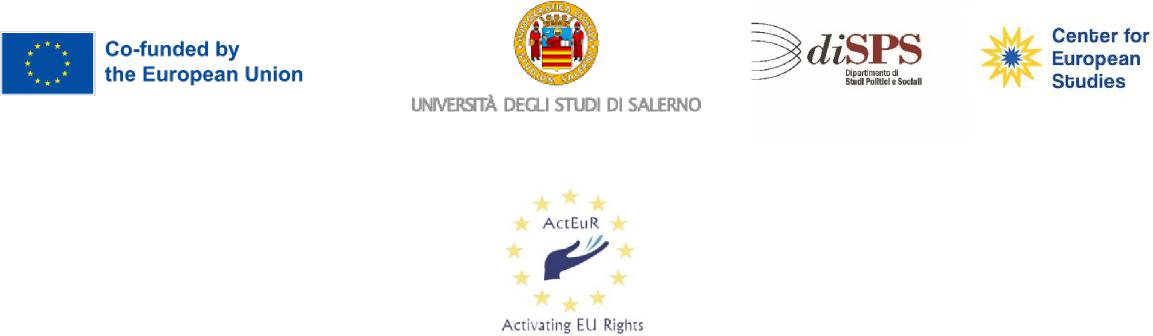 Co-funded by
the European Union
UNIVERSITÀ DEGLI STUDI DI SALERNO
diSPS
Dipartimento di
Studi Politici e Sociali
Center for
European
Studies
ActEuR
Activating EU Rights